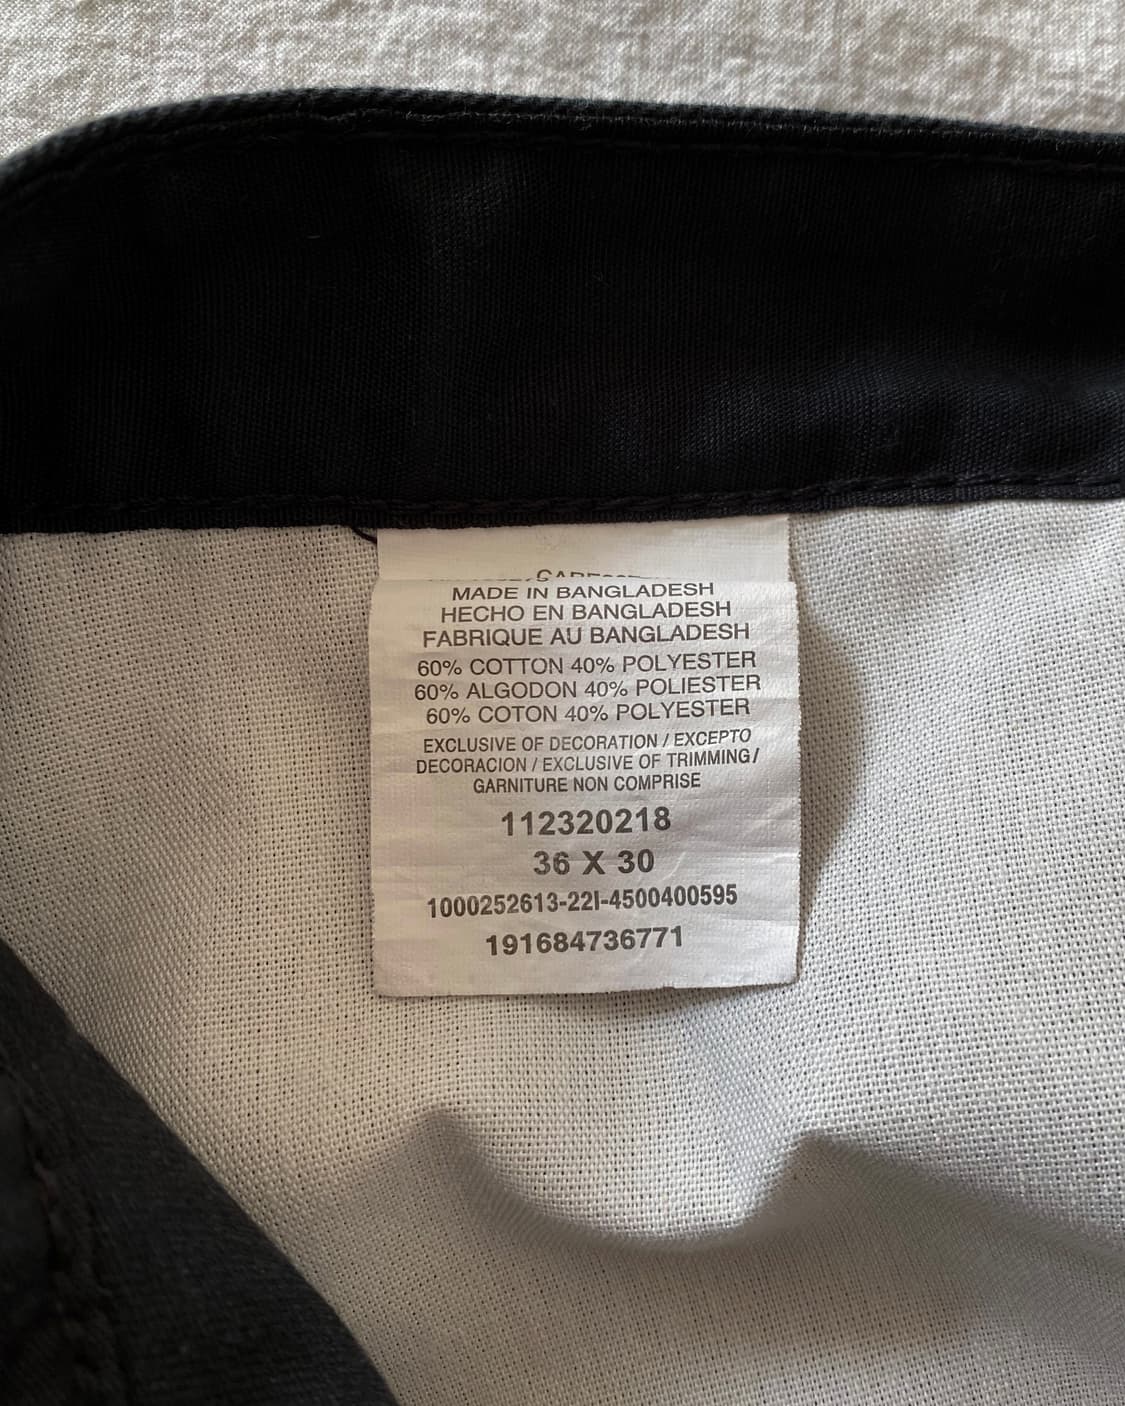 MADE IN BANGLADESH
HECHO EN BANGLADESH
FABRIQUE AU BANGLADESH
60% COTTON 40% POLYESTER
60% ALGODON 40% POLIESTER
60% COTON 40% POLYESTER
EXCLUSIVE OF DECORATION / EXCEPTO
DECORACION / EXCLUSIVE OF TRIMMING/
GARNITURE NON COMPRISE
112320218
36 X 30
1000252613-22I-4500400595
191684736771